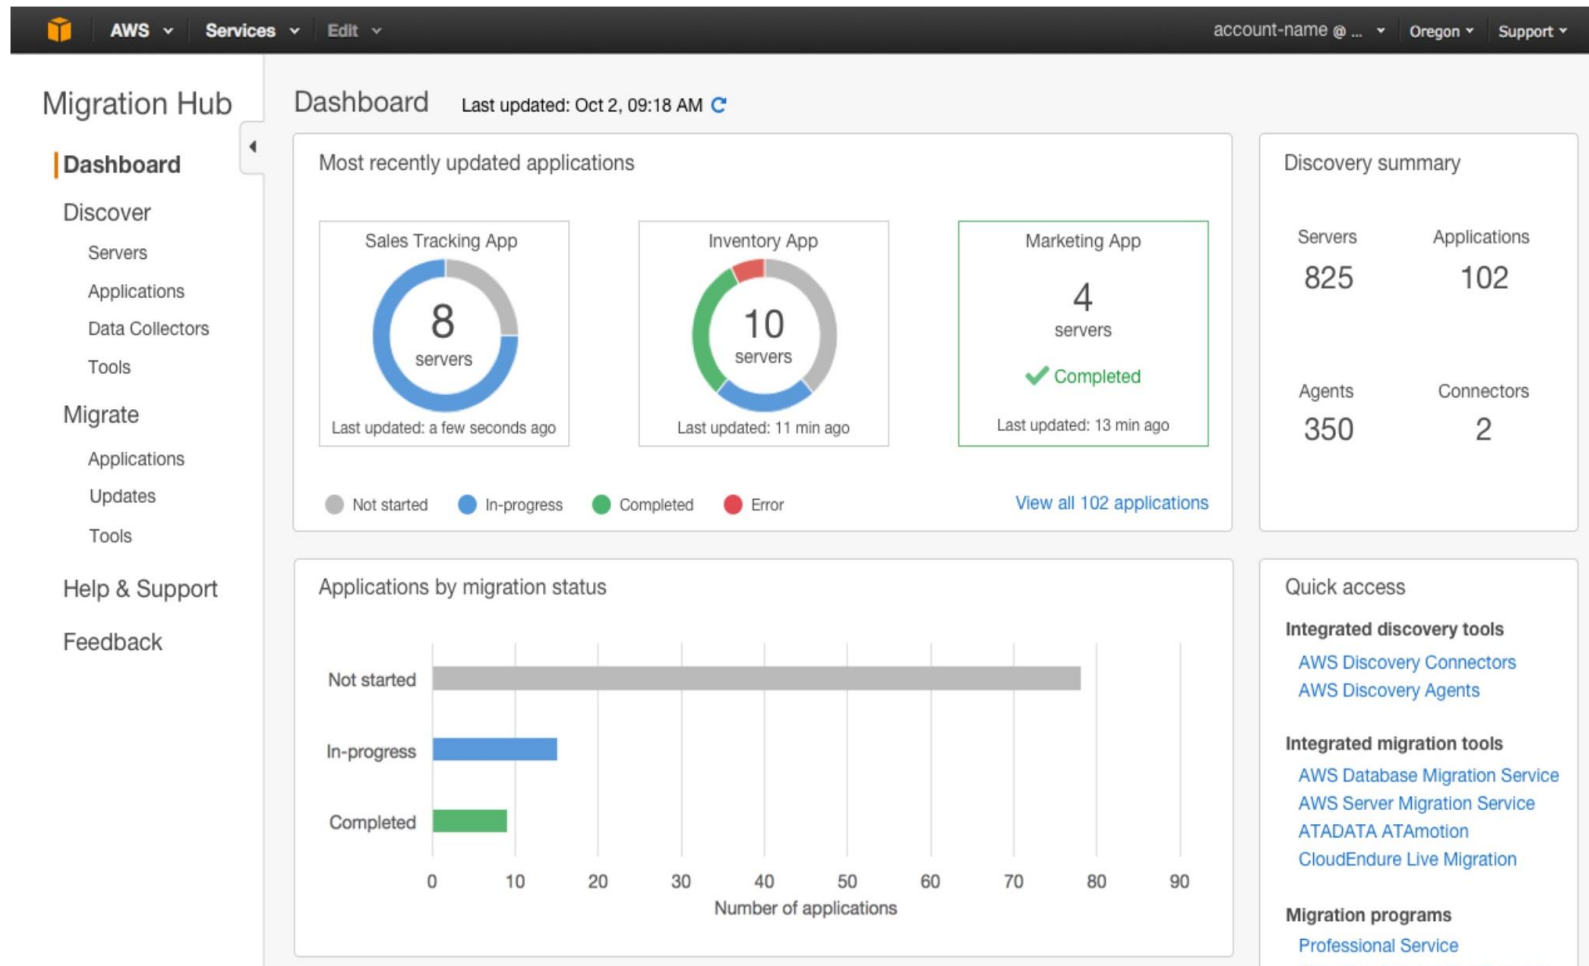 AWS Services Edit account-name @ ... Oregon Support
Migration Hub
Dashboard
Discover
Servers
Applications
Data Collectors
Tools
Migrate
Applications
Updates
Tools
Help & Support
Feedback
Dashboard Last updated: Oct 2, 09:18 AM
Most recently updated applications
Sales Tracking App
8
servers
Last updated: a few seconds ago
Inventory App
10
servers
Last updated: 11 min ago
Marketing App
4
servers
Completed
Last updated: 13 min ago
Not started In-progress Completed Error View all 102 applications
Discovery summary
Servers Applications
825 102
Agents Connectors
350 2
Applications by migration status
Not started
In-progress
Completed
0 10 20 30 40 50 60 70 80 90
Number of applications
Quick access
Integrated discovery tools
AWS Discovery Connectors
AWS Discovery Agents
Integrated migration tools
AWS Database Migration Service
AWS Server Migration Service
ATADATA ATAmotion
CloudEndure Live Migration
Migration programs
Professional Service